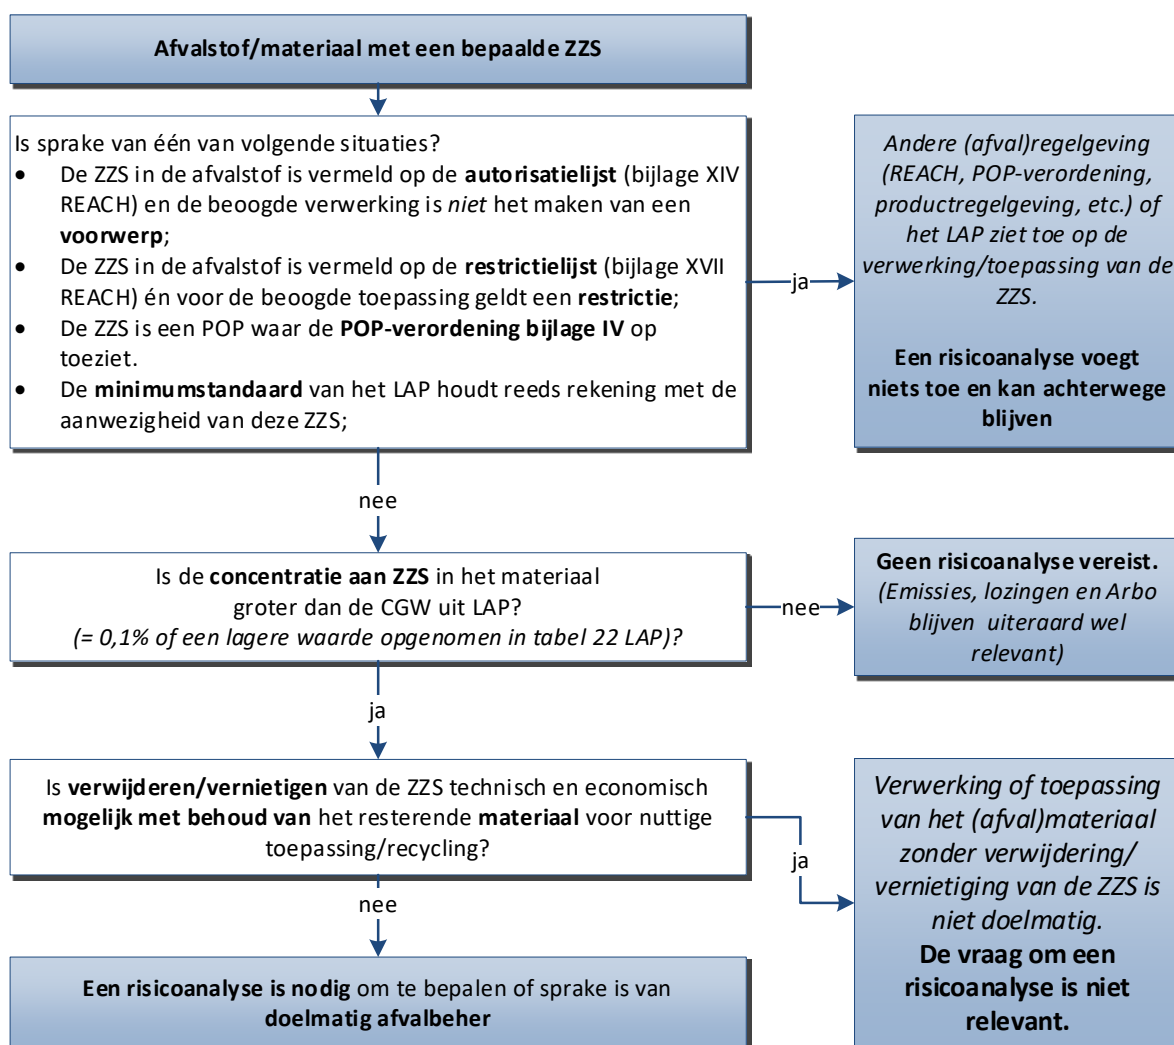 Afvalstof/materiaal met een bepaalde ZZS
Is sprake van één van volgende situaties?
• De ZZS in de afvalstof is vermeld op de autorisatielijst (bijlage XIV
REACH) en de beoogde verwerking is niet het maken van een
voorwerp;
• De ZZS in de afvalstof is vermeld op de restrictielijst (bijlage XVII
REACH) én voor de beoogde toepassing geldt een restrictie;
• De ZZS is een POP waar de POP-verordening bijlage IV op
toeziet.
• De minimumstandaard van het LAP houdt reeds rekening met de
aanwezigheid van deze ZZS;
ja
Andere (afval)regelgeving
(REACH, POP-verordening,
productregelgeving, etc.) of
het LAP ziet toe op de
verwerking/toepassing van de
ZZS.
Een risicoanalyse voegt
niets toe en kan achterwege
blijven
nee
Is de concentratie aan ZZS in het materiaal
groter dan de CGW uit LAP?
(= 0,1% of een lagere waarde opgenomen in tabel 22 LAP)?
nee
Geen risicoanalyse vereist.
(Emissies, lozingen en Arbo
blijven uiteraard wel
relevant)
ja
Is verwijderen/vernietigen van de ZZS technisch en economisch
mogelijk met behoud van het resterende materiaal voor nuttige
toepassing/recycling?
ja
Verwerking of toepassing
van het (afval)materiaal
zonder verwijdering/
vernietiging van de ZZS is
niet doelmatig.
De vraag om een
risicoanalyse is niet
relevant.
nee
Een risicoanalyse is nodig om te bepalen of sprake is van
doelmatig afvalbeher